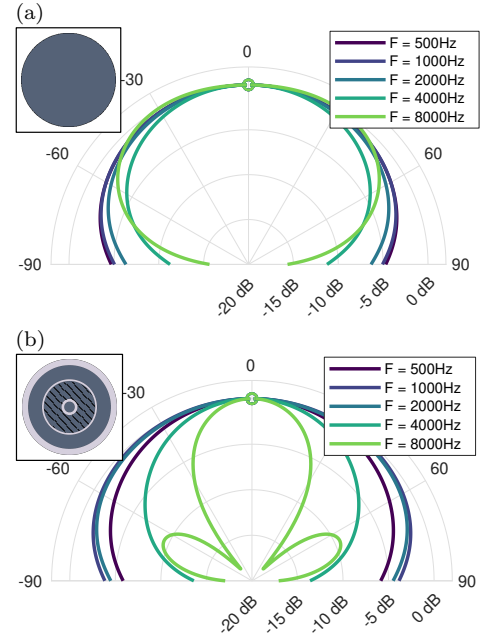 (a)
F = 500Hz
F = 1000Hz
F = 2000Hz
F = 4000Hz
F = 8000Hz
0
-30
-60
60
-90
90
-20 dB
-15 dB
-10 dB
-5 dB
0 dB
(b)
F = 500Hz
F = 1000Hz
F = 2000Hz
F = 4000Hz
F = 8000Hz
0
-30
-60
60
-90
90
-20 dB
-15 dB
-10 dB
-5 dB
0 dB